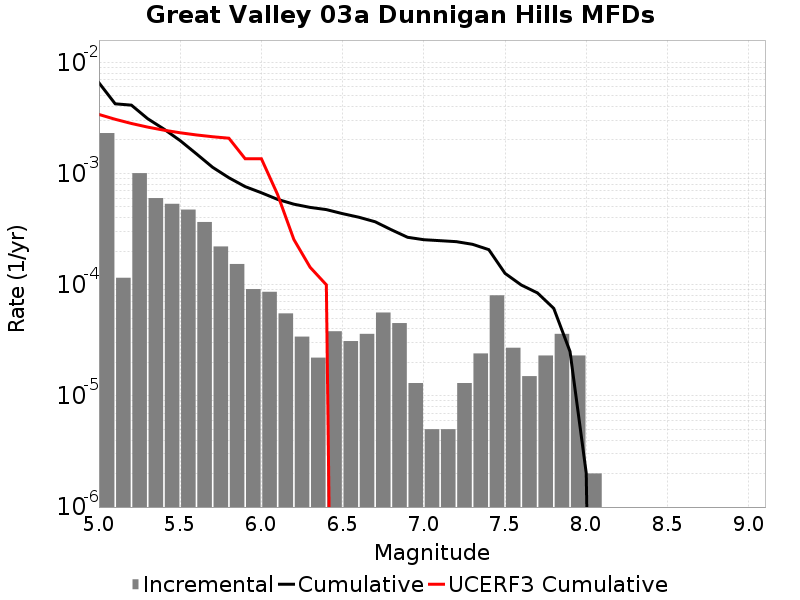 Great Valley 03a Dunnigan Hills MFDs
10-2
10-3
10-4
10-5
10-6
Rate (1/yr)
5.0 5.5 6.0 6.5 7.0 7.5 8.0 8.5 9.0
Magnitude
Incremental Cumulative UCERF3 Cumulative